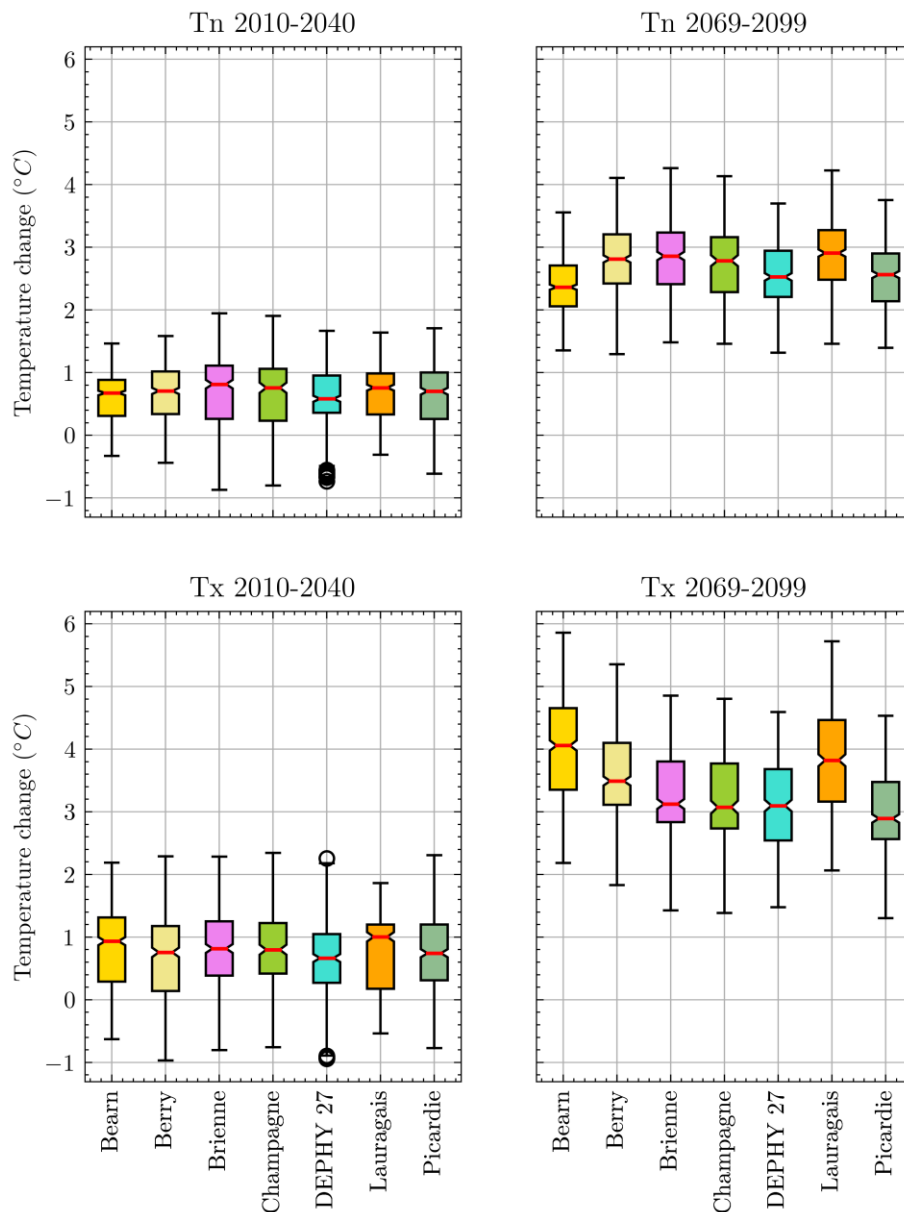 Tn 2010-2040
Tn 2069-2099
Temperature change (°C)
6
5
4
3
2
1
0
−1
Tx 2010-2040
Tx 2069-2099
Temperature change (°C)
6
5
4
3
2
1
0
−1
Bearn
Berry
Brienne
Champagne
DEPHY 27
Lauragais
Picardie
Bearn
Berry
Brienne
Champagne
DEPHY 27
Lauragais
Picardie